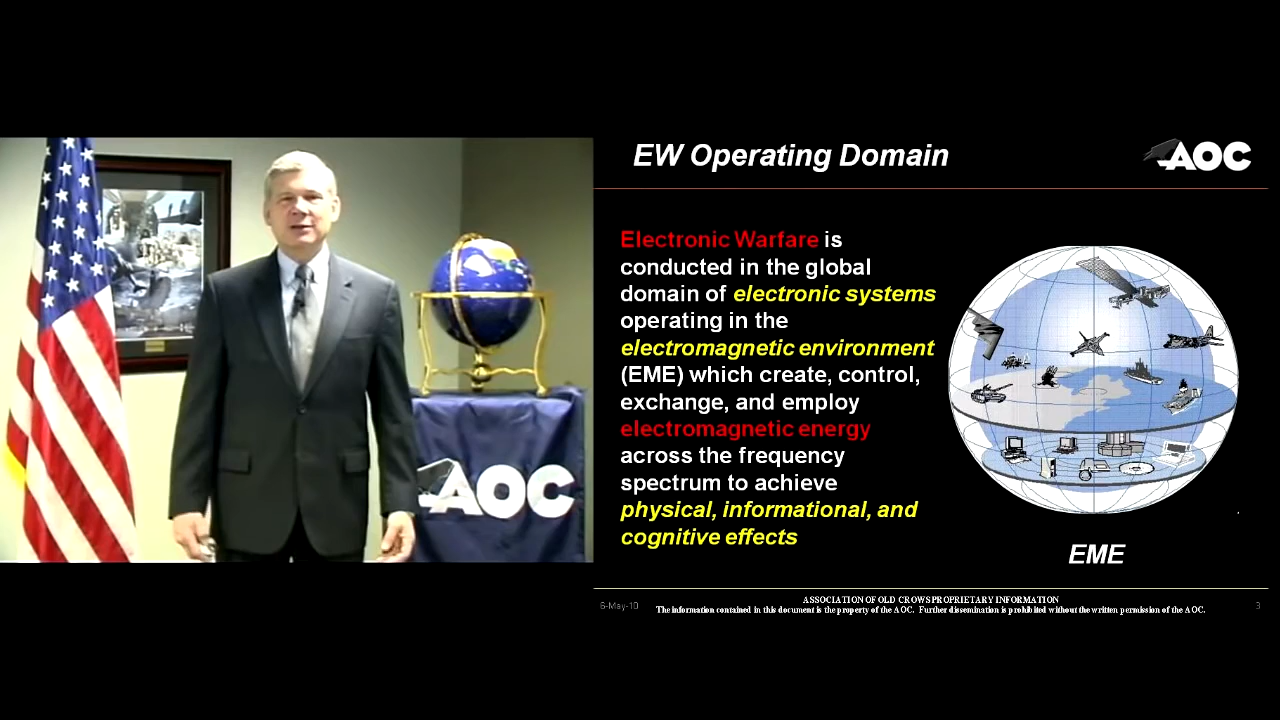 EW Operating Domain
AOC
Electronic Warfare is
conducted in the global
domain of electronic systems
operating in the
electromagnetic environment
(EME) which create, control,
exchange, and employ
electromagnetic energy
across the frequency
spectrum to achieve
physical, informational, and
cognitive effects
EME
AOC
6-May-10
ASSOCIATION OF OLD CROWS PROPRIETARY INFORMATION
The information contained in this document is the property of the AOC. Further dissemination is prohibited without the written permission of the AOC.
3